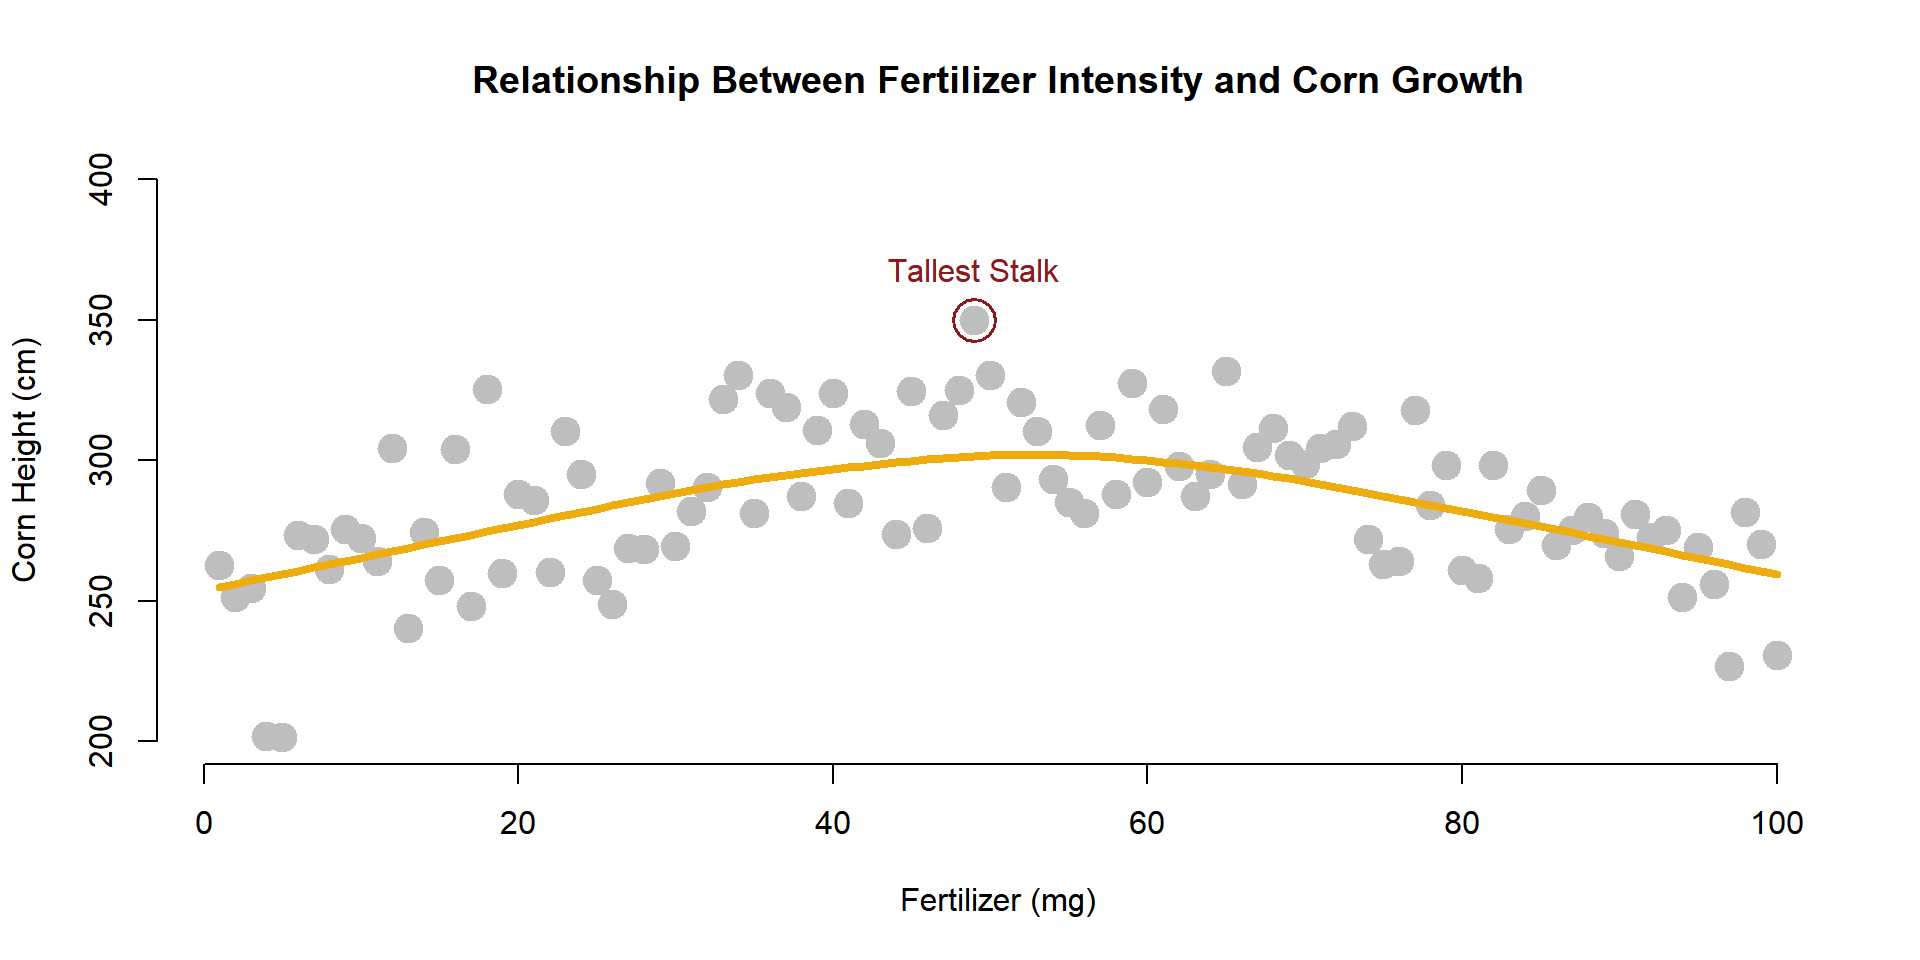 Relationship Between Fertilizer Intensity and Corn Growth
400
350
300
250
200
Corn Height (cm)
Tallest Stalk
0 20 40 60 80 100
Fertilizer (mg)